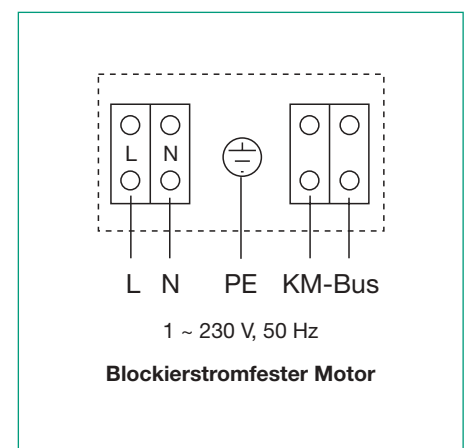 L N
L N PE KM-Bus
1 ~ 230 V, 50 Hz
Blockierstromfester Motor